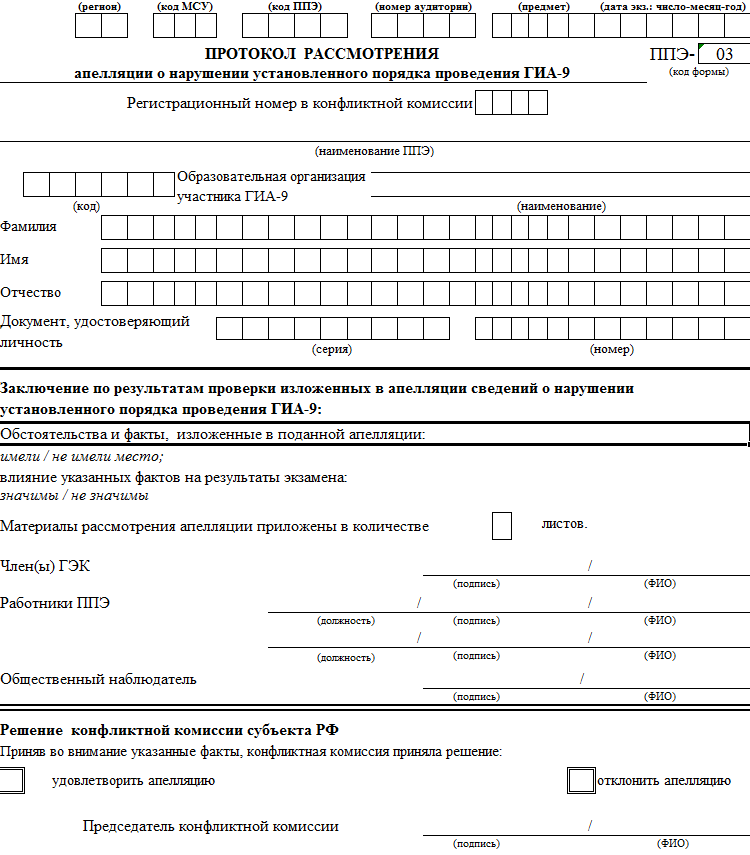 (регион) (код МСУ) (код ППЭ) (номер аудитории) (предмет) (дата экз.: число-месяц-год)
ПРОТОКОЛ РАССМОТРЕНИЯ ППЭ- 03
апелляции о нарушении установленного порядка проведения ГИА-9 (код формы)
Регистрационный номер в конфликтной комиссии
(наименование ППЭ)
Образовательная организация
участника ГИА-9
(код) (наименование)
Фамилия
Имя
Отчество
Документ, удостоверяющий
личность
(серия) (номер)
Заключение по результатам проверки изложенных в апелляции сведений о нарушении
установленного порядка проведения ГИА-9:
Обстоятельства и факты, изложенные в поданной апелляции:
имели / не имели место;
влияние указанных фактов на результаты экзамена:
значимы / не значимы
Материалы рассмотрения апелляции приложены в количестве листов.
Член(ы) ГЭК /
(подпись) (ФИО)
Работники ППЭ / /
(должность) (подпись) (ФИО)
/ /
(должность) (подпись) (ФИО)
Общественный наблюдатель /
(подпись) (ФИО)
Решение конфликтной комиссии субъекта РФ
Приняв во внимание указанные факты, конфликтная комиссия приняла решение:
удовлетворить апелляцию отклонить апелляцию
Председатель конфликтной комиссии /
(подпись) (ФИО)